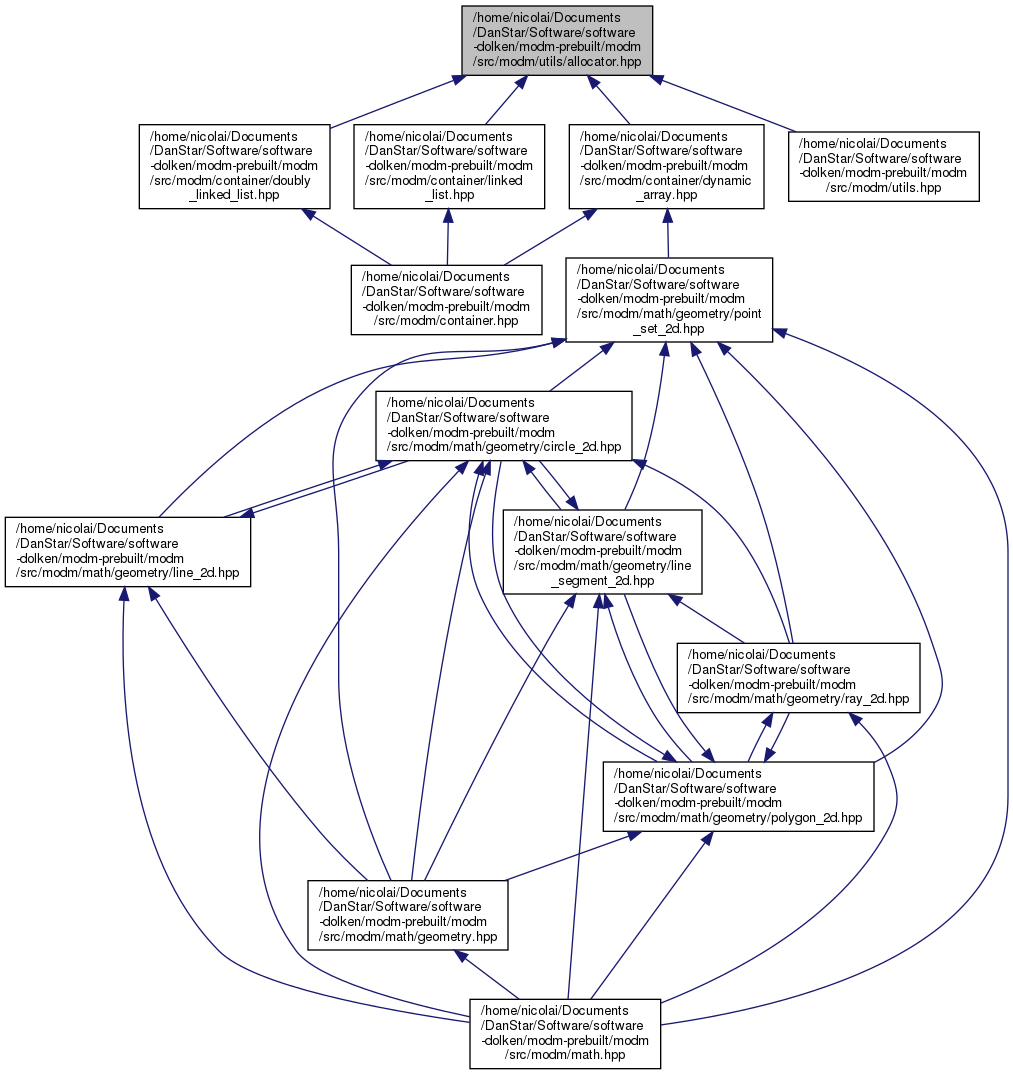 /home/nicolai/Documents
/DanStar/Software/software
-dolken/modm-prebuilt/modm
/src/modm/utils/allocator.hpp
/home/nicolai/Documents
/DanStar/Software/software
-dolken/modm-prebuilt/modm
/src/modm/container/doubly
_linked_list.hpp
/home/nicolai/Documents
/DanStar/Software/software
-dolken/modm-prebuilt/modm
/src/modm/container/linked
_list.hpp
/home/nicolai/Documents
/DanStar/Software/software
-dolken/modm-prebuilt/modm
/src/modm/container/dynamic
_array.hpp
/home/nicolai/Documents
/DanStar/Software/software
-dolken/modm-prebuilt/modm
/src/modm/utils.hpp
/home/nicolai/Documents
/DanStar/Software/software
-dolken/modm-prebuilt/modm
/src/modm/container.hpp
/home/nicolai/Documents
/DanStar/Software/software
-dolken/modm-prebuilt/modm
/src/modm/math/geometry/point
_set_2d.hpp
/home/nicolai/Documents
/DanStar/Software/software
-dolken/modm-prebuilt/modm
/src/modm/math/geometry/circle_2d.hpp
/home/nicolai/Documents
/DanStar/Software/software
-dolken/modm-prebuilt/modm
/src/modm/math/geometry/line_2d.hpp
/home/nicolai/Documents
/DanStar/Software/software
-dolken/modm-prebuilt/modm
/src/modm/math/geometry/line
_segment_2d.hpp
/home/nicolai/Documents
/DanStar/Software/software
-dolken/modm-prebuilt/modm
/src/modm/math/geometry/ray_2d.hpp
/home/nicolai/Documents
/DanStar/Software/software
-dolken/modm-prebuilt/modm
/src/modm/math/geometry/polygon_2d.hpp
/home/nicolai/Documents
/DanStar/Software/software
-dolken/modm-prebuilt/modm
/src/modm/math/geometry.hpp
/home/nicolai/Documents
/DanStar/Software/software
-dolken/modm-prebuilt/modm
/src/modm/math.hpp